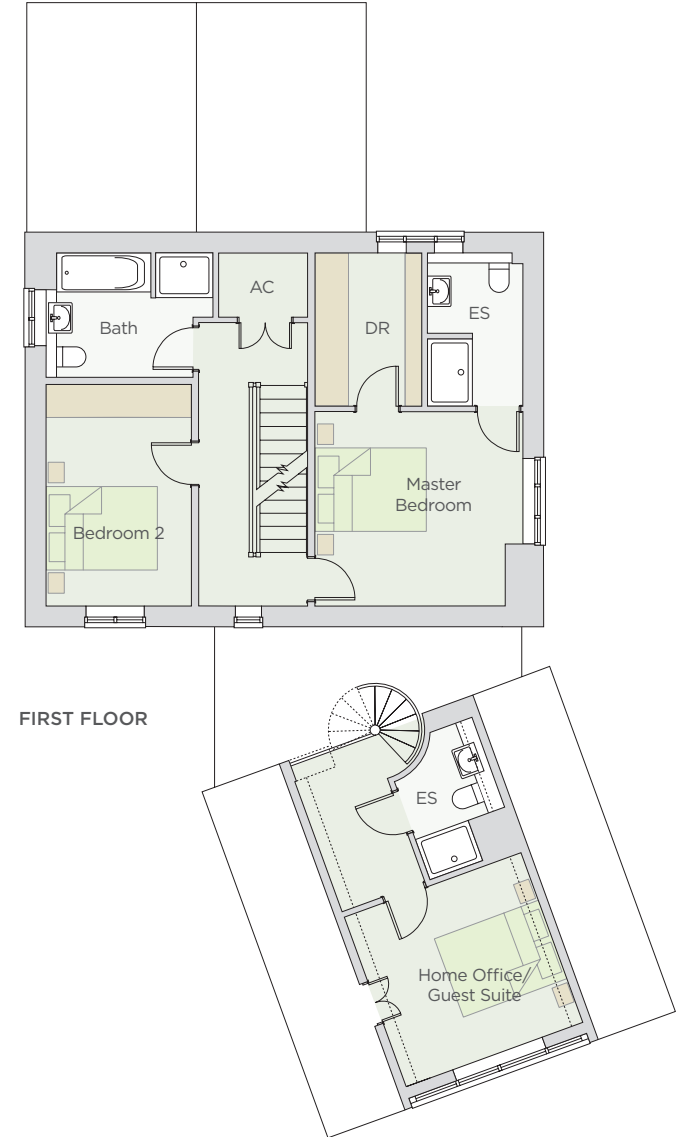 AC
Bath
DR
ES
Master
Bedroom
Bedroom 2
FIRST FLOOR
ES
Home Office/
Guest Suite